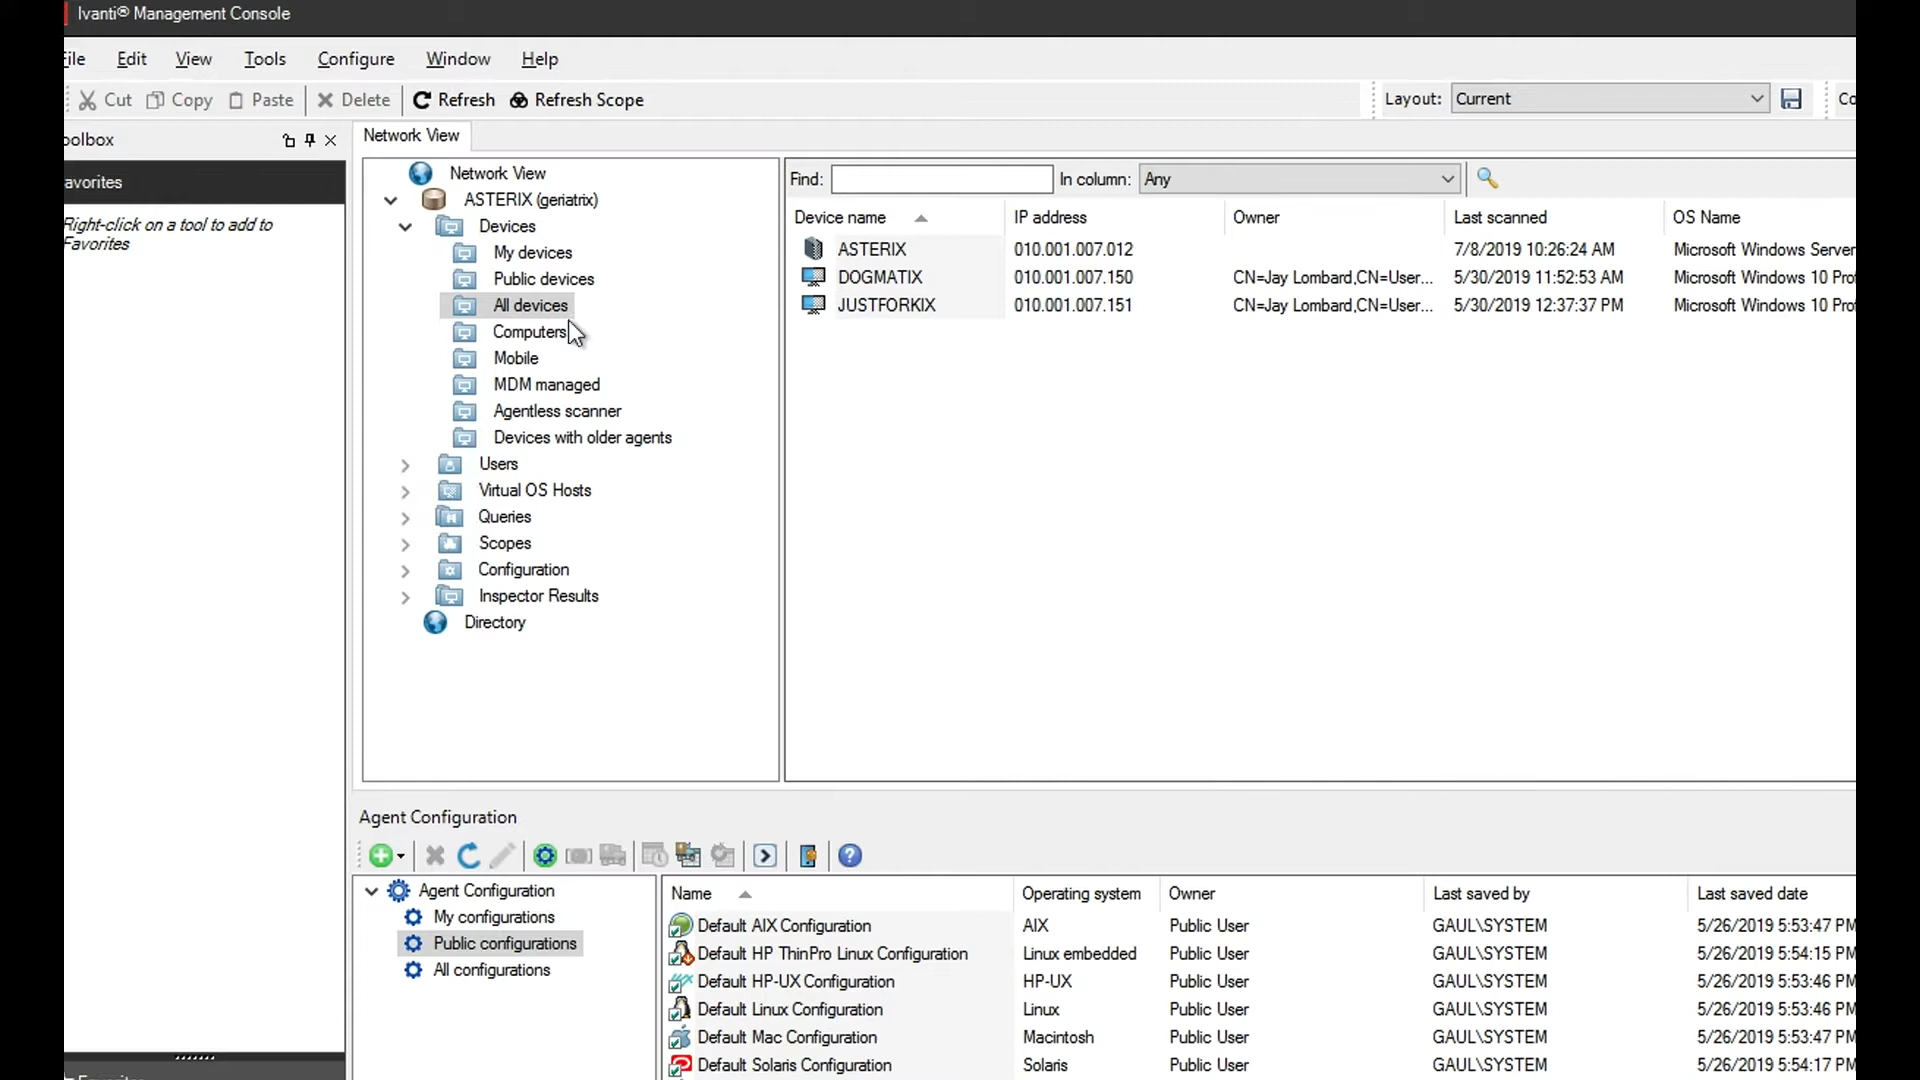 Ivanti® Management Console
File Edit View Tools Configure Window Help
Cut Copy Paste Delete Refresh Refresh Scope Layout: Current Co
oolbox
Network View
avorites
Right-click on a tool to add to
Favorites
Network View
ASTERIX (geriatrix)
Devices
My devices
Public devices
All devices
Computers
Mobile
MDM managed
Agentless scanner
Devices with older agents
Users
Virtual OS Hosts
Queries
Scopes
Configuration
Inspector Results
Directory
Find: In column: Any
Device name IP address Owner Last scanned OS Name
ASTERIX 010.001.007.012 7/8/2019 10:26:24 AM Microsoft Windows Server
DOGMATIX 010.001.007.150 CN=Jay Lombard,CN=User... 5/30/2019 11:52:53 AM Microsoft Windows 10 Pro
JUSTFORKIX 010.001.007.151 CN=Jay Lombard,CN=User... 5/30/2019 12:37:37 PM Microsoft Windows 10 Pro
Agent Configuration
Agent Configuration
My configurations
Public configurations
All configurations
Name Operating system Owner Last saved by Last saved date
Default AIX Configuration AIX Public User GAUL\SYSTEM 5/26/2019 5:53:47 PM
Default HP ThinPro Linux Configuration Linux embedded Public User GAUL\SYSTEM 5/26/2019 5:54:15 PM
Default HP-UX Configuration HP-UX Public User GAUL\SYSTEM 5/26/2019 5:53:46 PM
Default Linux Configuration Linux Public User GAUL\SYSTEM 5/26/2019 5:53:46 PM
Default Mac Configuration Macintosh Public User GAUL\SYSTEM 5/26/2019 5:53:47 PM
Default Solaris Configuration Solaris Public User GAUL\SYSTEM 5/26/2019 5:54:17 PM